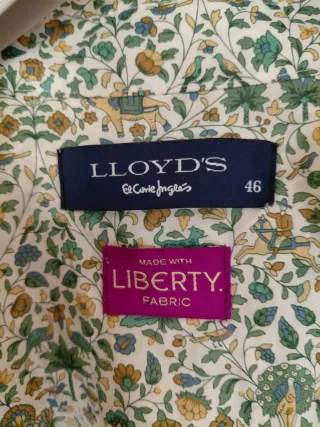 LLOYD'S
El Corte Inglés
46
MADE WITH
LIBERTY.
FABRIC